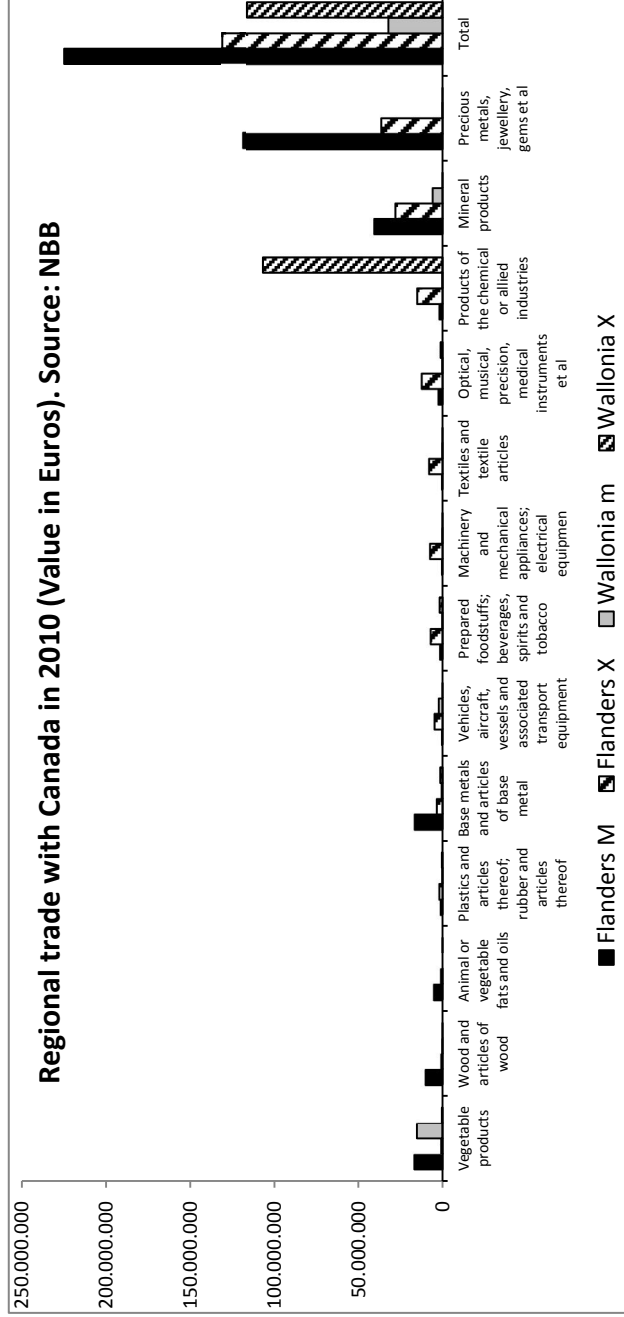 Regional trade with Canada in 2010 (Value in Euros). Source: NBB
250.000.000
200.000.000
150.000.000
100.000.000
50.000.000
0
Vegetable
products
Wood and
articles of
wood
Animal or
vegetable
fats and oils
Plastics and
articles
thereof;
rubber and
articles
thereof
Base metals
and articles
of base
metal
Vehicles,
aircraft,
vessels and
associated
transport
equipment
Prepared
foodstuffs;
beverages,
spirits and
tobacco
Machinery
and
mechanical
appliances;
electrical
equipmen
Textiles and
textile
articles
Optical,
musical,
precision,
medical
instruments
et al
Products of
the chemical
or allied
industries
Mineral
products
Precious
metals,
jewellery,
gems et al
Total
Flanders M
Flanders X
Wallonia m
Wallonia X